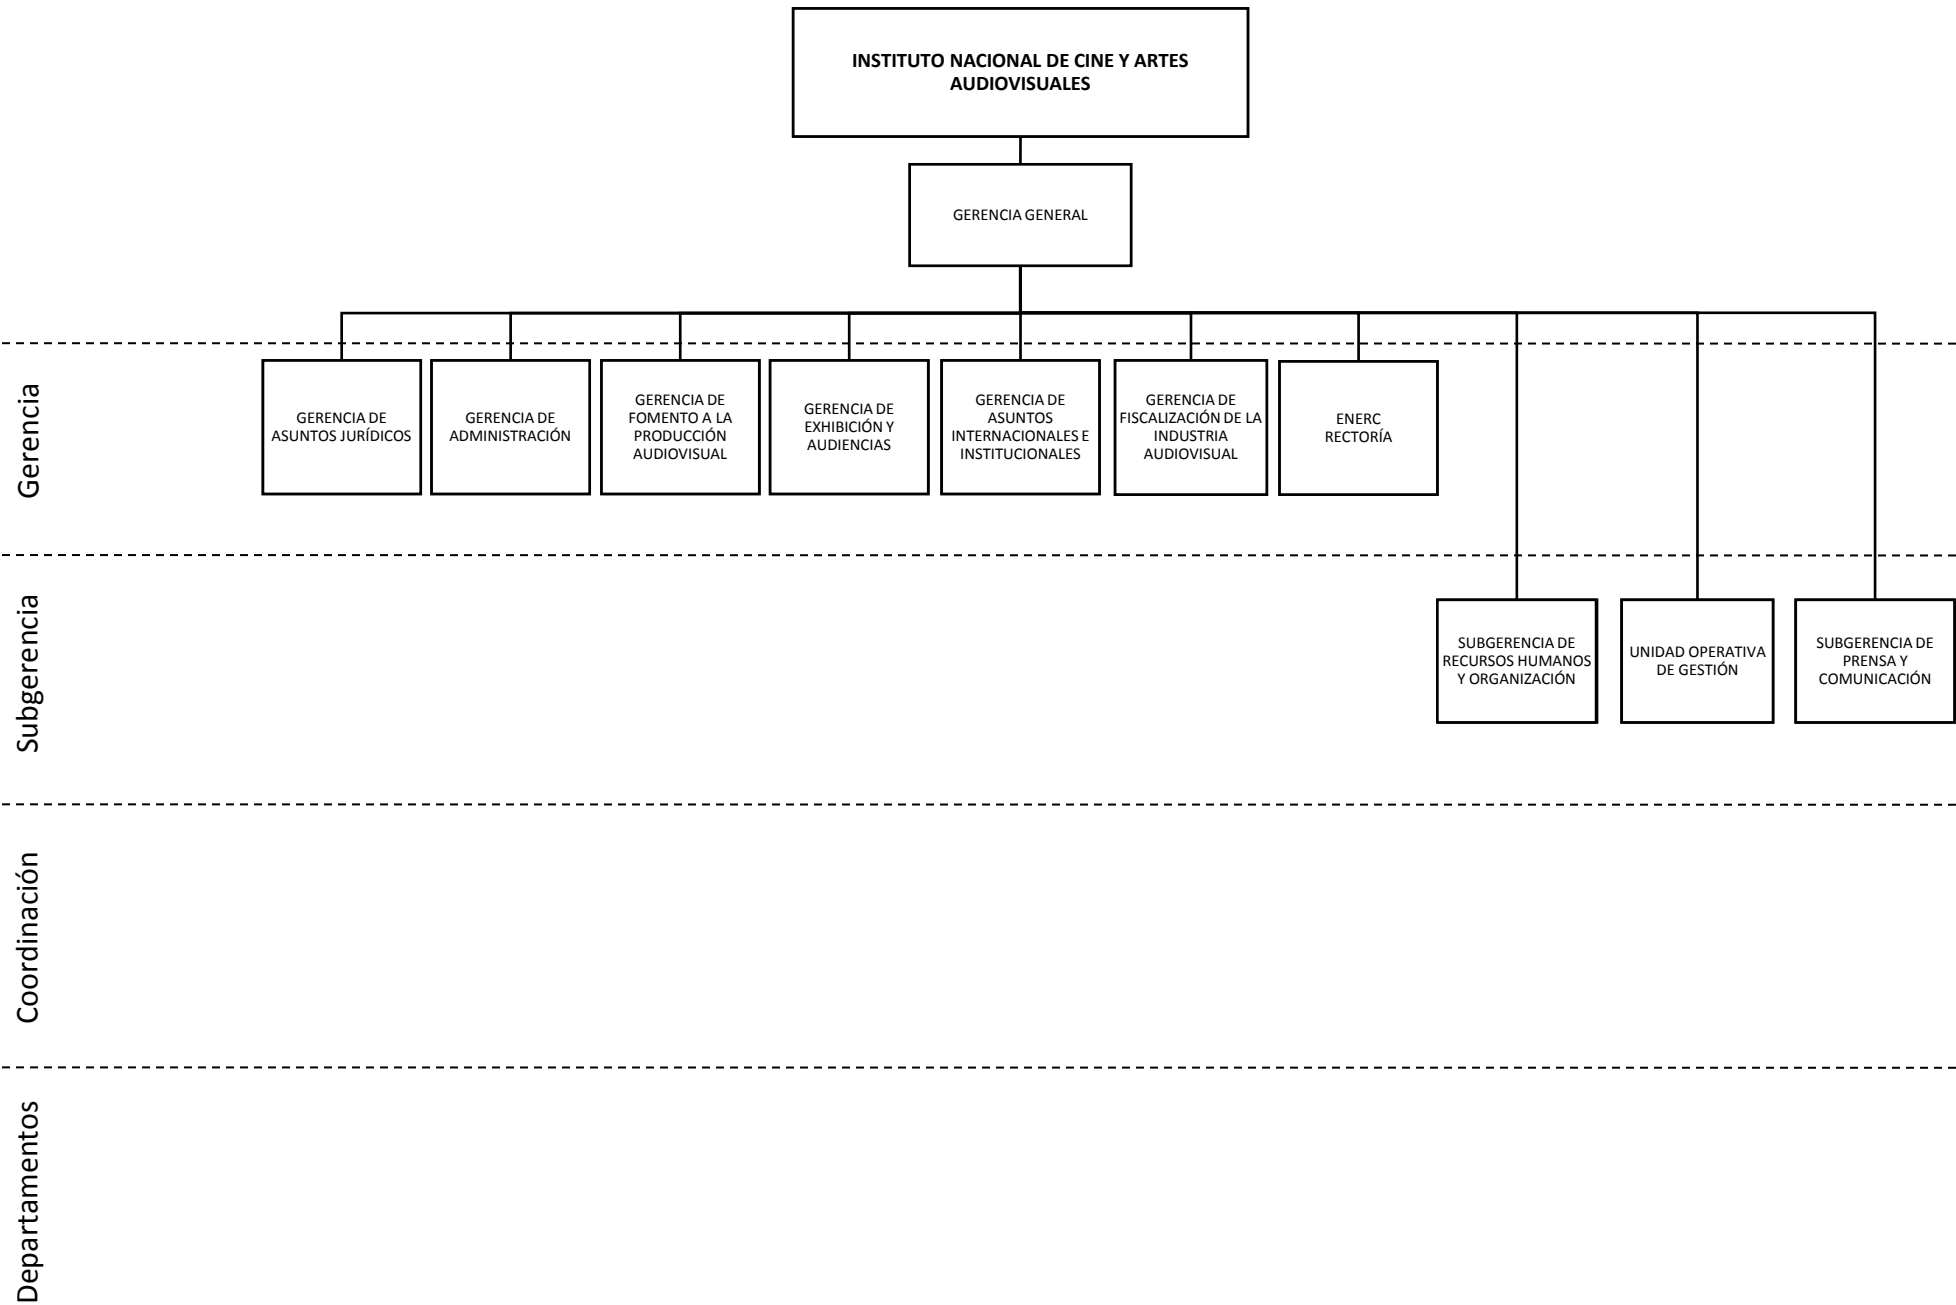 INSTITUTO NACIONAL DE CINE Y ARTES
AUDIOVISUALES
GERENCIA GENERAL
Gerencia
GERENCIA DE
ASUNTOS JURÍDICOS
GERENCIA DE
ADMINISTRACIÓN
GERENCIA DE
FOMENTO A LA
PRODUCCIÓN
AUDIOVISUAL
GERENCIA DE
EXHIBICIÓN Y
AUDIENCIAS
GERENCIA DE
ASUNTOS
INTERNACIONALES E
INSTITUCIONALES
GERENCIA DE
FISCALIZACIÓN DE LA
INDUSTRIA
AUDIOVISUAL
ENERC
RECTORÍA
Subgerencia
SUBGERENCIA DE
RECURSOS HUMANOS
Y ORGANIZACIÓN
UNIDAD OPERATIVA
DE GESTIÓN
SUBGERENCIA DE
PRENSA Y
COMUNICACIÓN
Coordinación
Departamentos